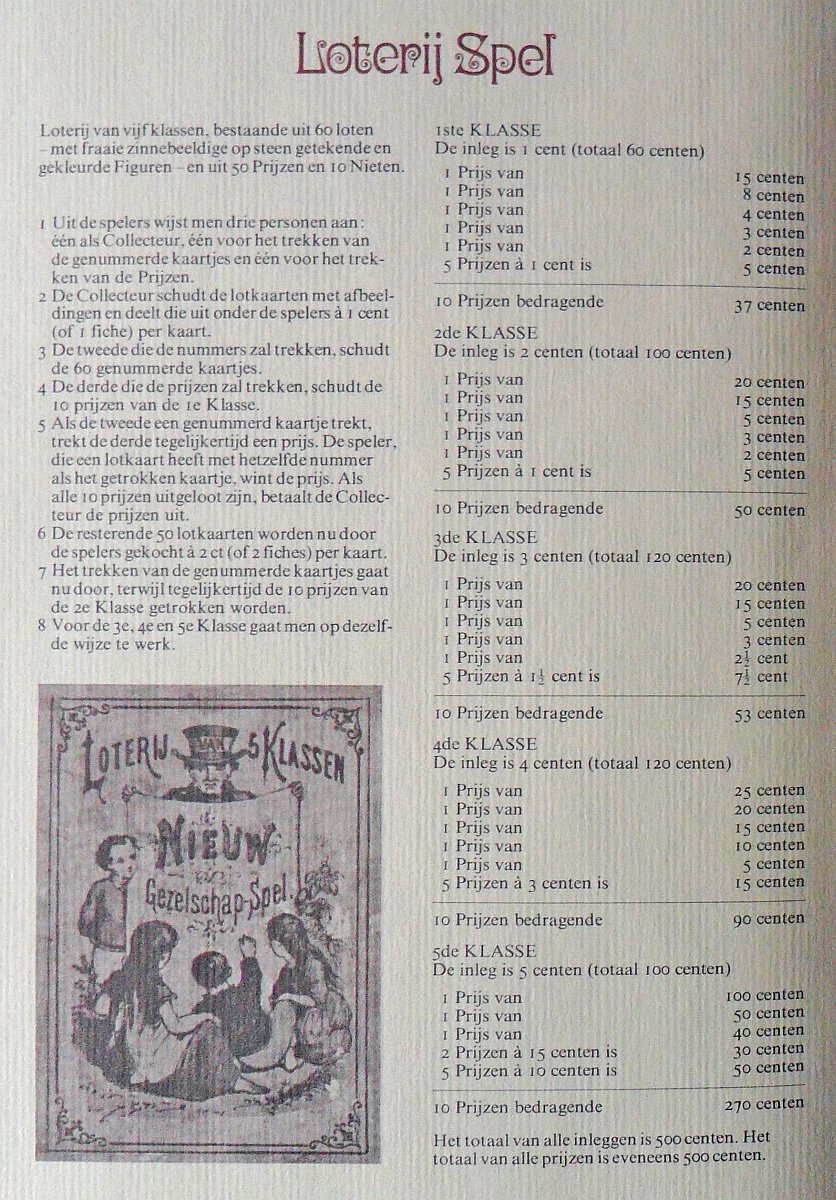 Loterij Spel
Loterij van vijf klassen, bestaande uit 60 loten
– met fraaie zinnebeeldige op steen getekende en
gekleurde Figuren – en uit 50 Prijzen en 10 Nieten.
1 Uit de spelers wijst men drie personen aan:
één als Collecteur, één voor het trekken van
de genummerde kaartjes en één voor het trek-
ken van de Prijzen.
2 De Collecteur schudt de lotkaarten met afbeel-
dingen en deelt die uit onder de spelers à 1 cent
(of 1 fiche) per kaart.
3 De tweede die de nummers zal trekken, schudt
de 60 genummerde kaartjes.
4 De derde die de prijzen zal trekken, schudt de
10 prijzen van de 1e Klasse.
5 Als de tweede een genummerd kaartje trekt,
trekt de derde tegelijkertijd een prijs. De speler,
die een lotkaart heeft met hetzelfde nummer
als het getrokken kaartje, wint de prijs. Als
alle 10 prijzen uitgeloot zijn, betaalt de Collec-
teur de prijzen uit.
6 De resterende 50 lotkaarten worden nu door
de spelers gekocht à 2 ct (of 2 fiches) per kaart.
7 Het trekken van de genummerde kaartjes gaat
nu door, terwijl tegelijkertijd de 10 prijzen van
de 2e Klasse getrokken worden.
8 Voor de 3e, 4e en 5e Klasse gaat men op dezelf-
de wijze te werk.
LOTERIJ VAN 5 KLASSEN
NIEUW
Gezelschap-Spel.
1ste KLASSE
De inleg is 1 cent (totaal 60 centen)
1 Prijs van 15 centen
1 Prijs van 8 centen
1 Prijs van 4 centen
1 Prijs van 3 centen
1 Prijs van 2 centen
5 Prijzen à 1 cent is 5 centen
10 Prijzen bedragende 37 centen
2de KLASSE
De inleg is 2 centen (totaal 100 centen)
1 Prijs van 20 centen
1 Prijs van 15 centen
1 Prijs van 5 centen
1 Prijs van 3 centen
1 Prijs van 2 centen
5 Prijzen à 1 cent is 5 centen
10 Prijzen bedragende 50 centen
3de KLASSE
De inleg is 3 centen (totaal 120 centen)
1 Prijs van 20 centen
1 Prijs van 15 centen
1 Prijs van 5 centen
1 Prijs van 3 centen
1 Prijs van 2½ cent
5 Prijzen à 1½ cent is 7½ cent
10 Prijzen bedragende 53 centen
4de KLASSE
De inleg is 4 centen (totaal 120 centen)
1 Prijs van 25 centen
1 Prijs van 20 centen
1 Prijs van 15 centen
1 Prijs van 10 centen
1 Prijs van 5 centen
5 Prijzen à 3 centen is 15 centen
10 Prijzen bedragende 90 centen
5de KLASSE
De inleg is 5 centen (totaal 100 centen)
1 Prijs van 100 centen
1 Prijs van 50 centen
1 Prijs van 40 centen
2 Prijzen à 15 centen is 30 centen
5 Prijzen à 10 centen is 50 centen
10 Prijzen bedragende 270 centen
Het totaal van alle inleggen is 500 centen. Het
totaal van alle prijzen is eveneens 500 centen.